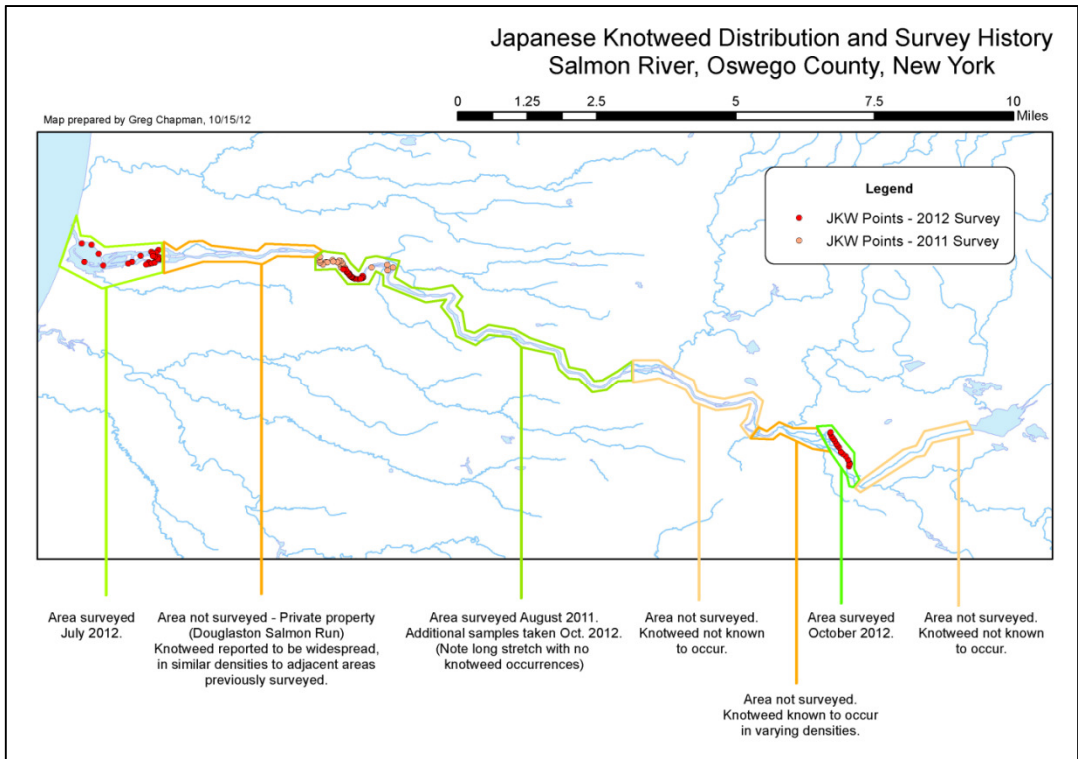 Japanese Knotweed Distribution and Survey History
Salmon River, Oswego County, New York
0 1.25 2.5 5 7.5 10
Miles
Map prepared by Greg Chapman, 10/15/12
Legend
JKW Points - 2012 Survey
JKW Points - 2011 Survey
Area surveyed
July 2012.
Area not surveyed - Private property
(Douglaston Salmon Run)
Knotweed reported to be widespread,
in similar densities to adjacent areas
previously surveyed.
Area surveyed August 2011.
Additional samples taken Oct. 2012.
(Note long stretch with no
knotweed occurrences)
Area not surveyed.
Knotweed not known
to occur.
Area not surveyed.
Knotweed known to occur
in varying densities.
Area surveyed
October 2012.
Area not surveyed.
Knotweed not known
to occur.